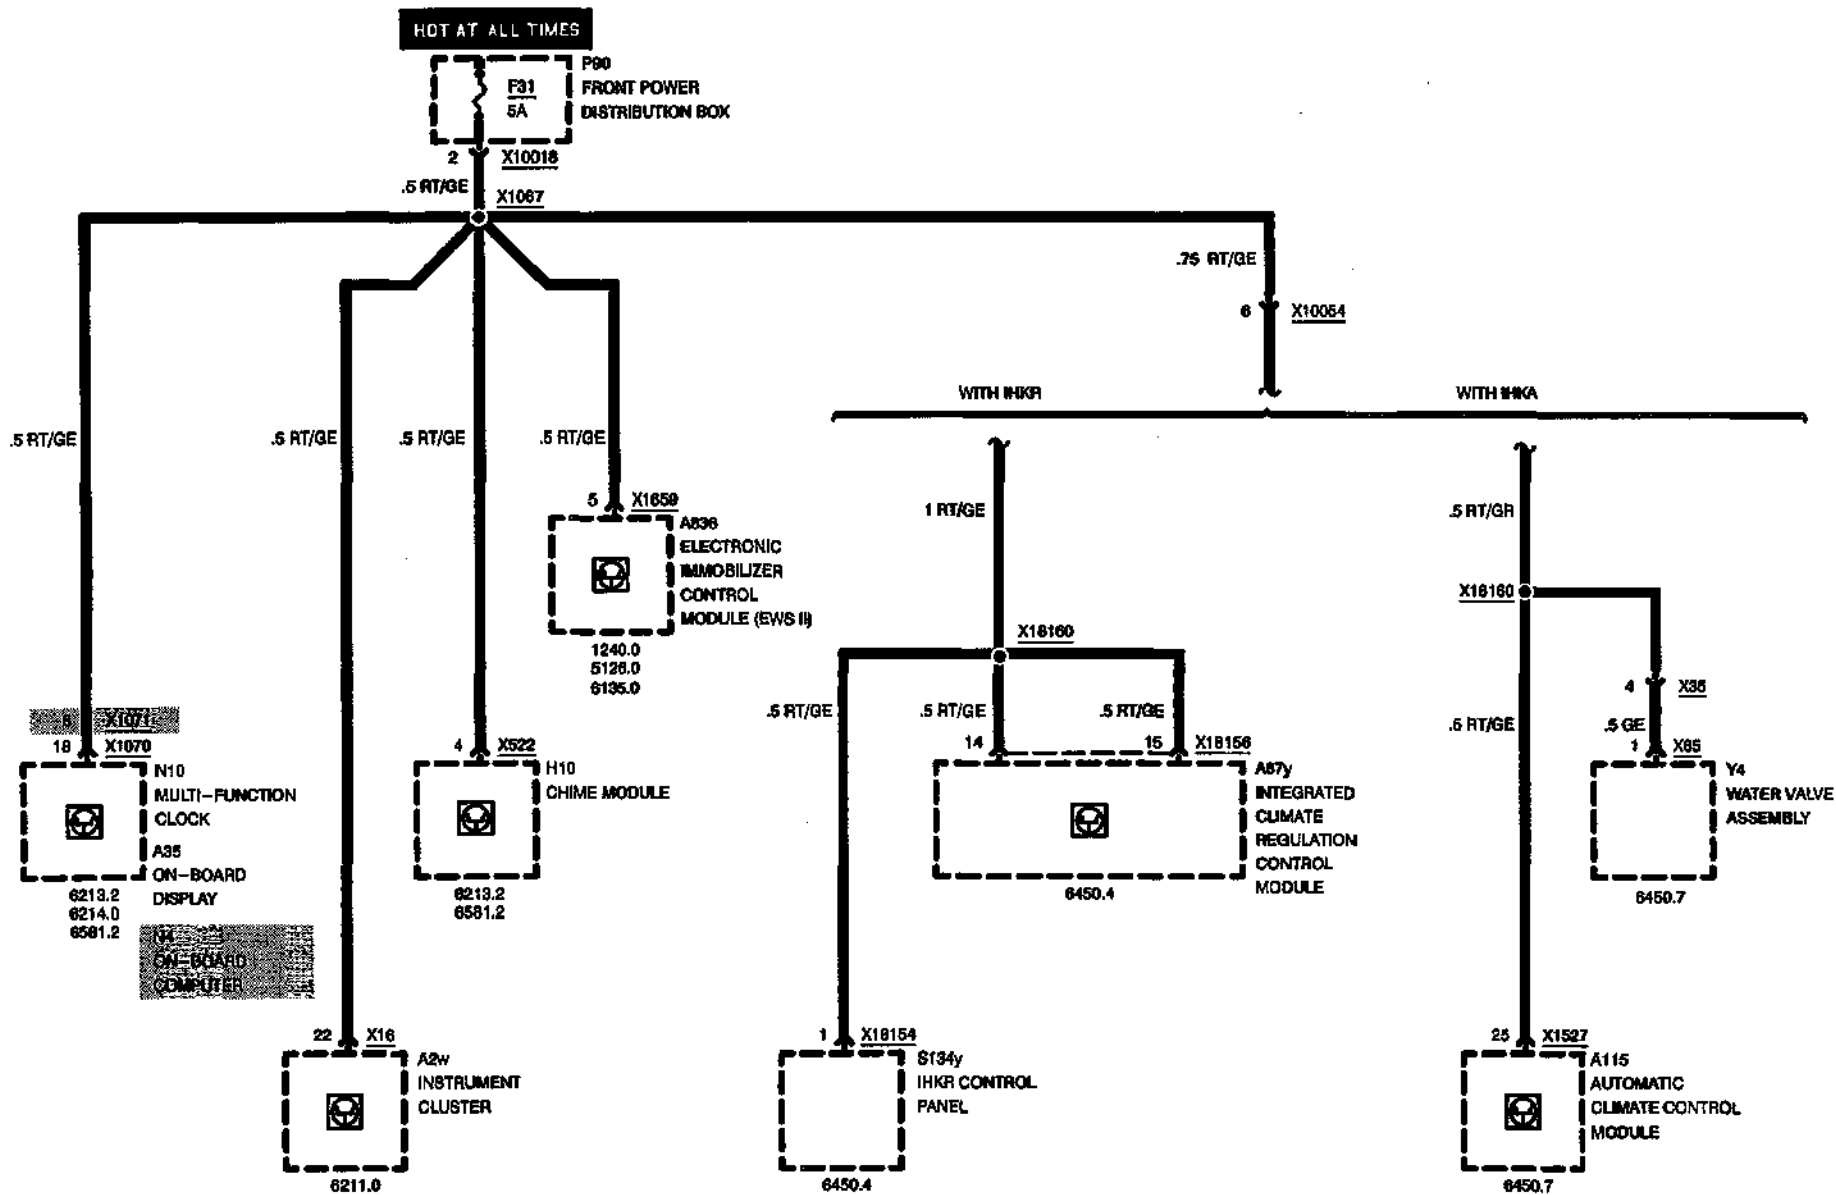 HOT AT ALL TIMES
P90
FRONT POWER
DISTRIBUTION BOX
F31
5A
2 X10018
.5 RT/GE
X1067
.75 RT/GE
6 X10054
WITH IHKR
WITH IHKA
.5 RT/GE
.5 RT/GE
.5 RT/GE
.5 RT/GE
1 RT/GE
.5 RT/GR
5 X1659
A836
ELECTRONIC
IMMOBILIZER
CONTROL
MODULE (EWS II)
1240.0
5126.0
6135.0
X18160
X18160
4 X35
.5 GE
1 X65
.5 RT/GE
.5 RT/GE
.5 RT/GE
.5 RT/GE
8 X1071
18 X1070
N10
MULTI-FUNCTION
CLOCK
A35
ON-BOARD
DISPLAY
6213.2
6214.0
6581.2
N4
ON-BOARD
COMPUTER
4 X522
H10
CHIME MODULE
6213.2
6581.2
14
15 X18156
A67y
INTEGRATED
CLIMATE
REGULATION
CONTROL
MODULE
6450.4
Y4
WATER VALVE
ASSEMBLY
6450.7
22 X16
A2w
INSTRUMENT
CLUSTER
6211.0
1 X18154
S134y
IHKR CONTROL
PANEL
6450.4
25 X1527
A115
AUTOMATIC
CLIMATE CONTROL
MODULE
6450.7